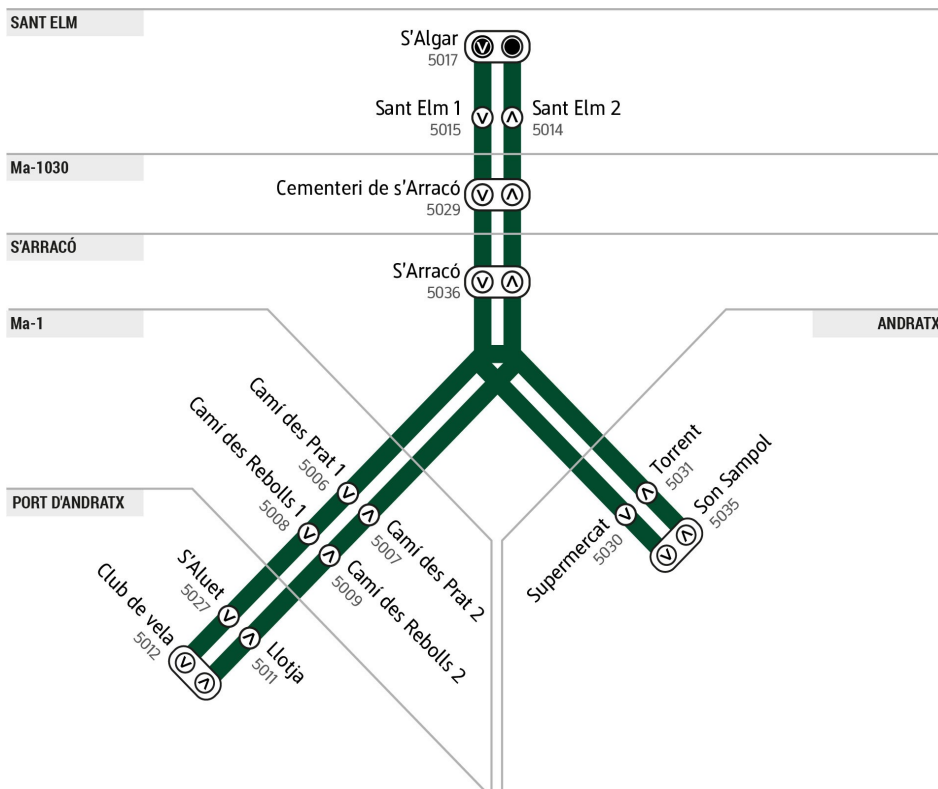 SANT ELM
S'Algar
5017
Sant Elm 1
5015
Sant Elm 2
5014
Ma-1030
Cementeri de s'Arracó
5029
S'ARRACÓ
S'Arracó
5036
Ma-1
ANDRATX
Camí des Prat 1
5006
Camí des Rebolls 1
5008
Torrent
5031
Son Sampol
5035
PORT D'ANDRATX
Camí des Prat 2
5007
Supermercat
5030
S'Aluet
5027
Camí des Rebolls 2
5009
Club de vela
5012
Llotja
5011